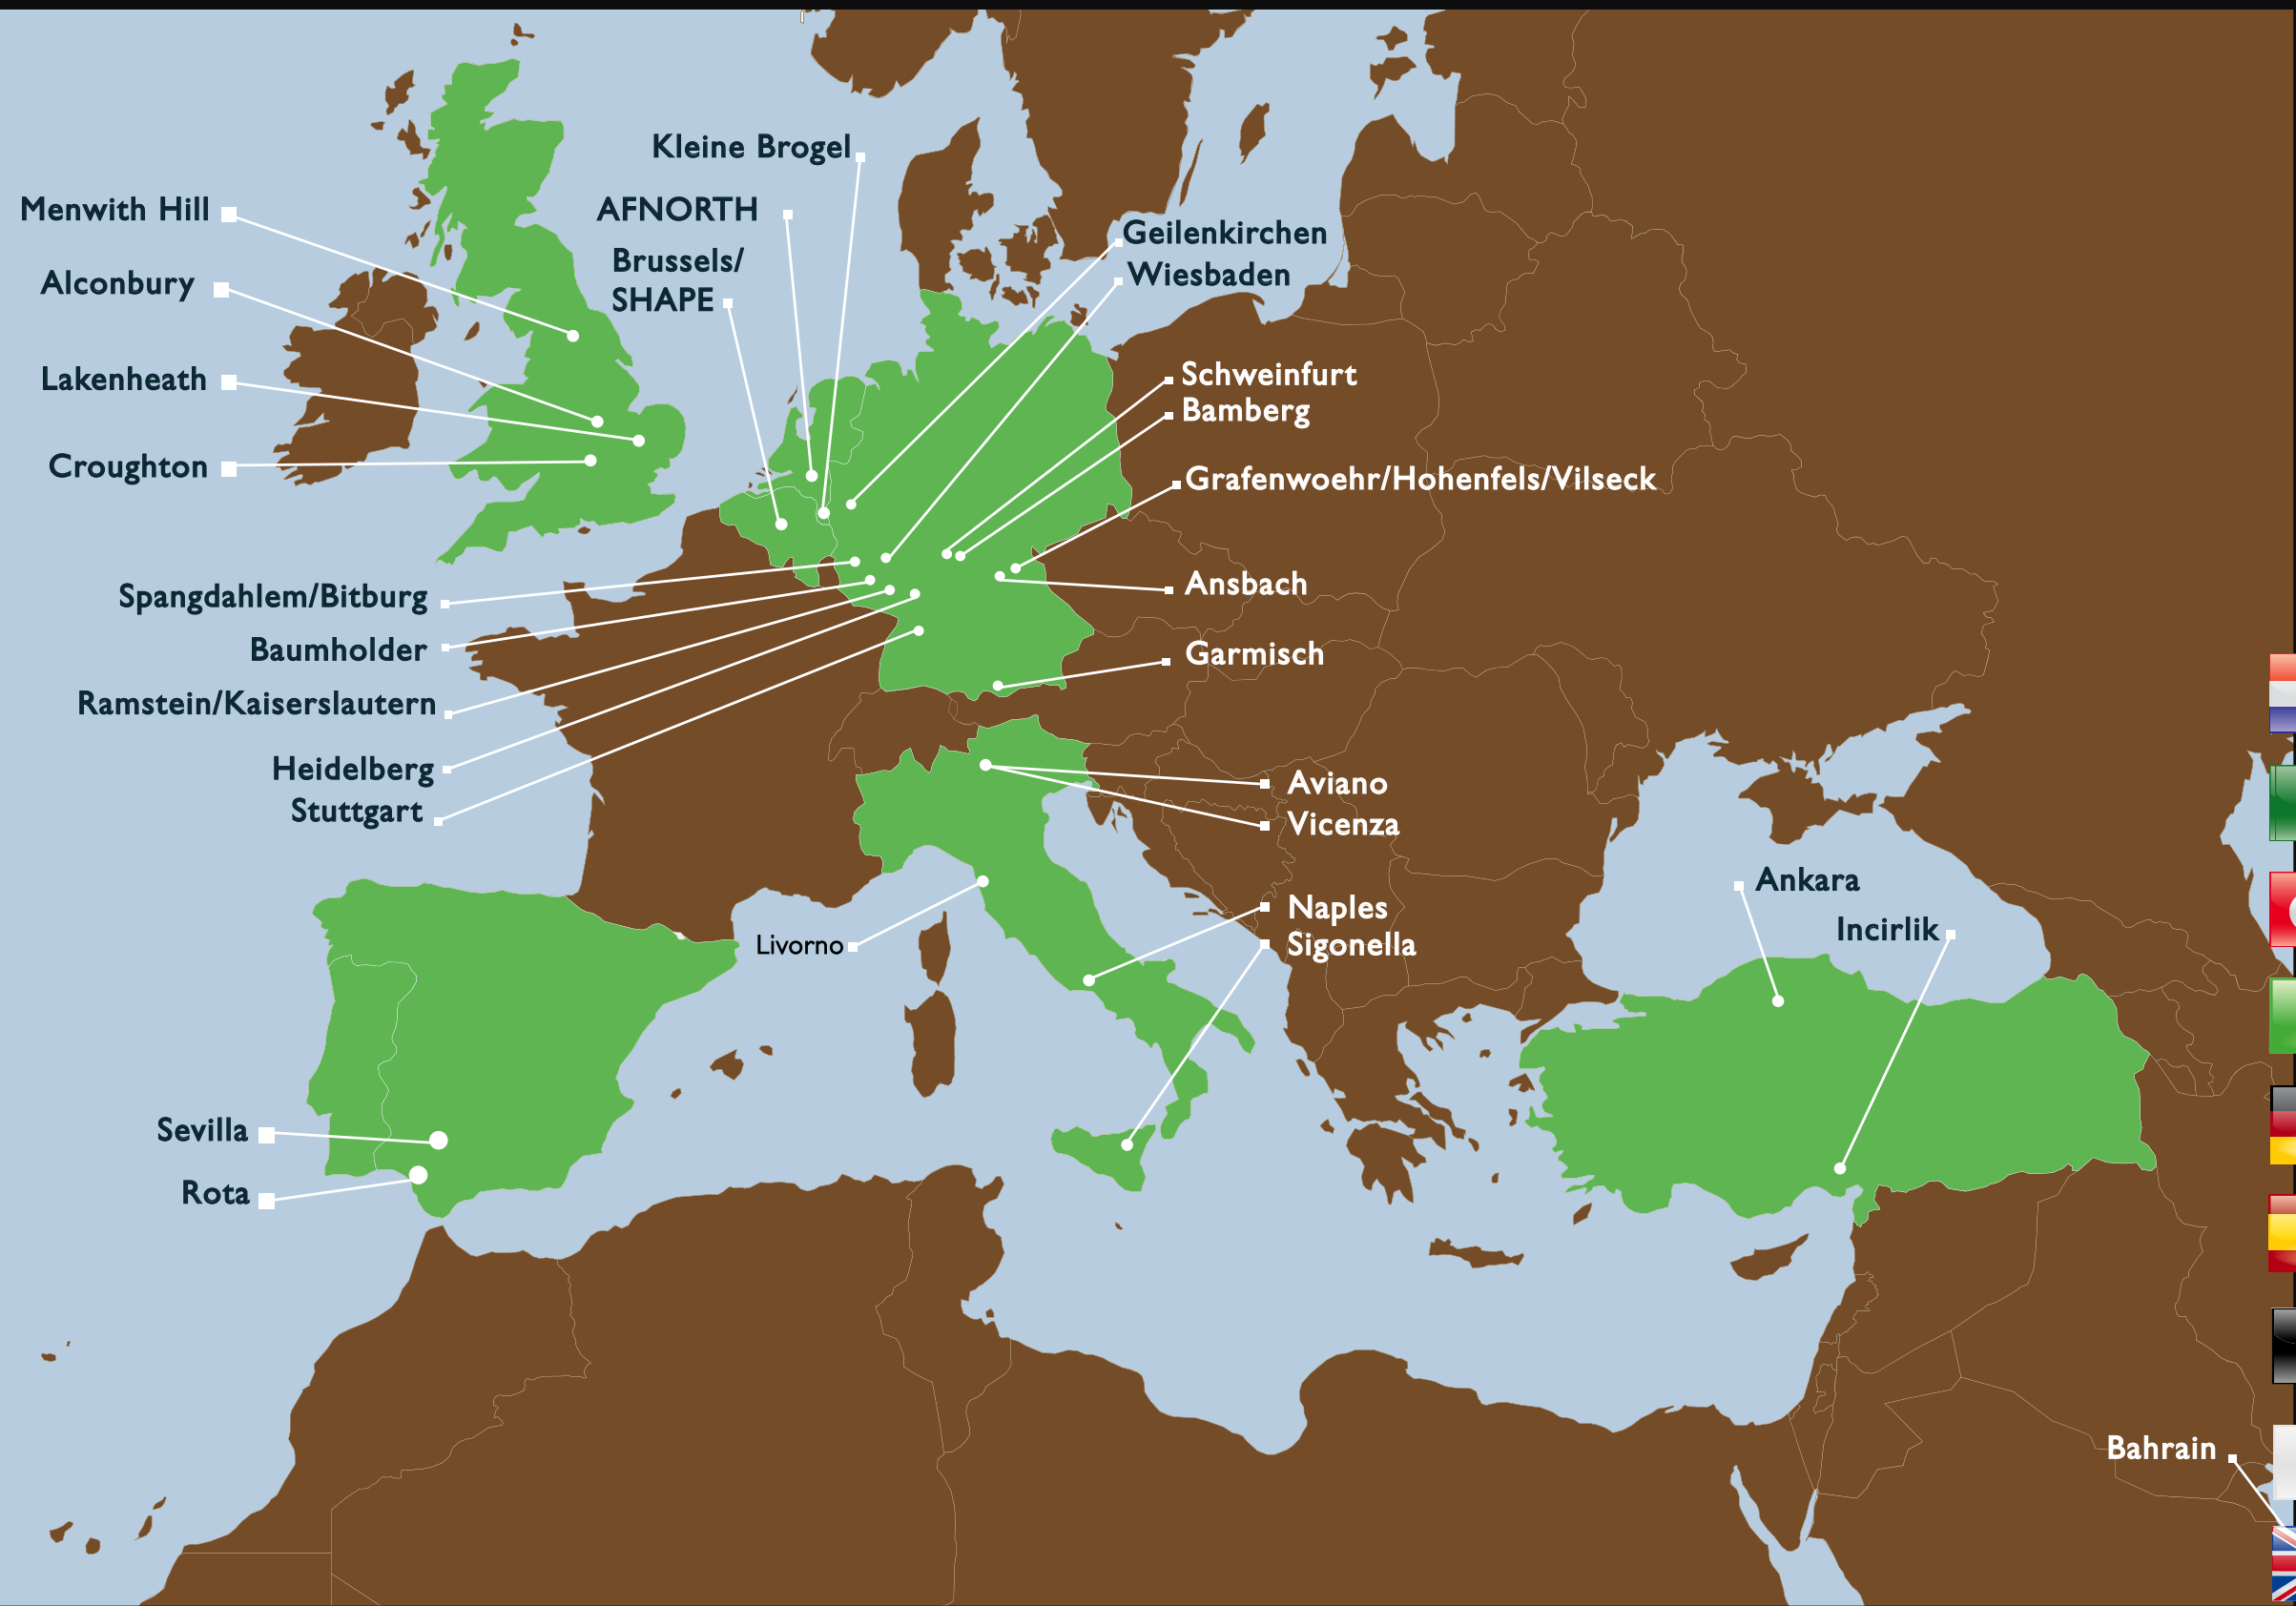 Kleine Brogel
Menwith Hill
AFNORTH
Geilenkirchen
Brussels/
SHAPE
Wiesbaden
Alconbury
Lakenheath
Schweinfurt
Bamberg
Croughton
Grafenwoehr/Hohenfels/Vilseck
Spangdahlem/Bitburg
Ansbach
Baumholder
Garmisch
Ramstein/Kaiserslautern
Heidelberg
Stuttgart
Aviano
Vicenza
Ankara
Naples
Incirlik
Livorno
Sigonella
Sevilla
Rota
Bahrain